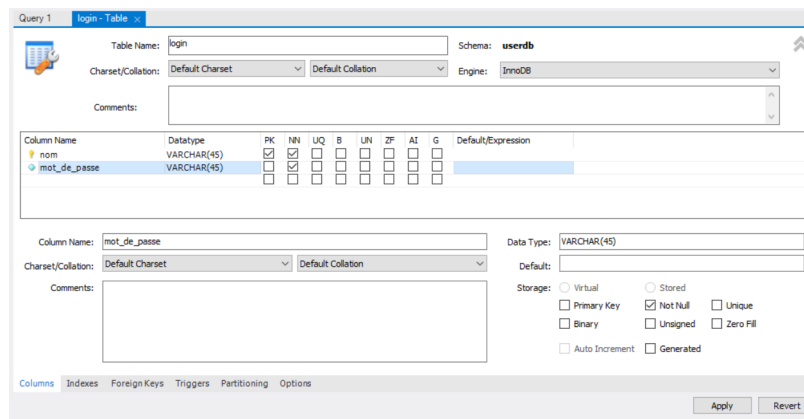 Query 1 login - Table
Table Name: login Schema: userdb
Charset/Collation: Default Charset Default Collation Engine: InnoDB
Comments:
Column Name Datatype PK NN UQ B UN ZF AI G Default/Expression
nom VARCHAR(45)
mot_de_passe VARCHAR(45)
Column Name: mot_de_passe Data Type: VARCHAR(45)
Charset/Collation: Default Charset Default Collation Default:
Comments: Storage: Virtual Stored
Primary Key Not Null Unique
Binary Unsigned Zero Fill
Auto Increment Generated
Columns Indexes Foreign Keys Triggers Partitioning Options
Apply Revert